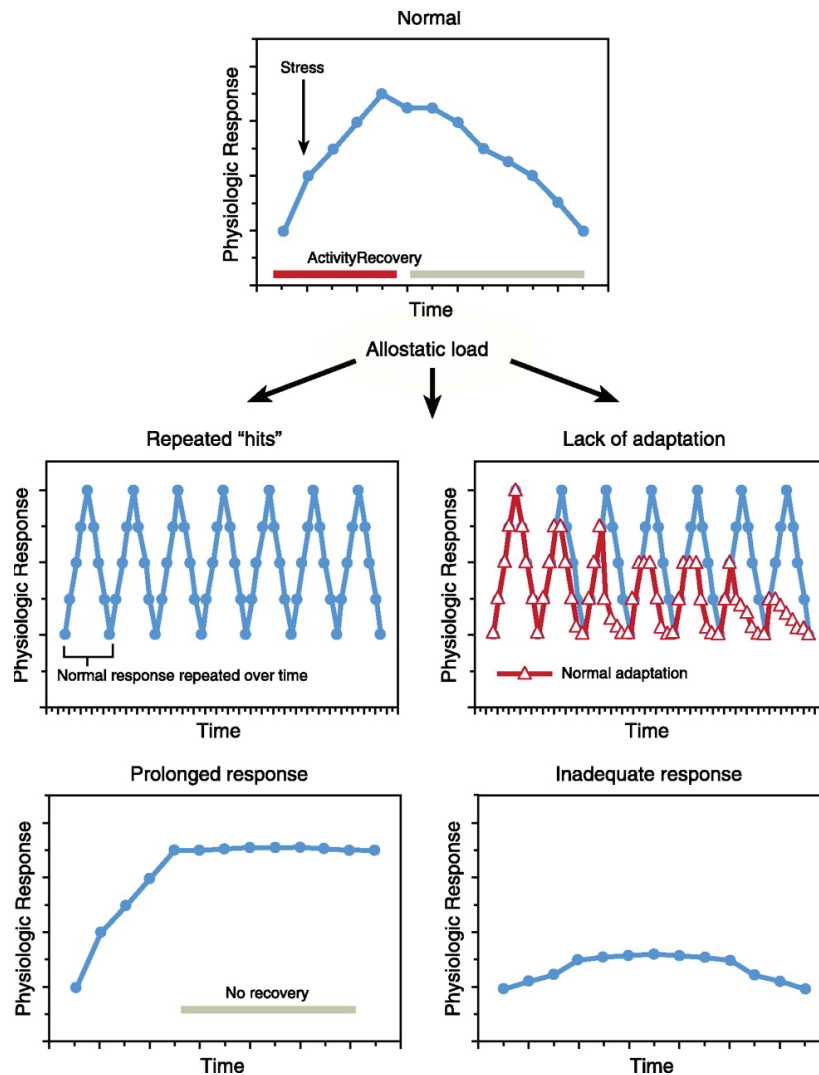 Normal
Stress
Physiologic Response
ActivityRecovery
Time
Allostatic load
Repeated “hits”
Physiologic Response
Normal response repeated over time
Time
Lack of adaptation
Physiologic Response
Normal adaptation
Time
Prolonged response
Physiologic Response
No recovery
Time
Inadequate response
Physiologic Response
Time